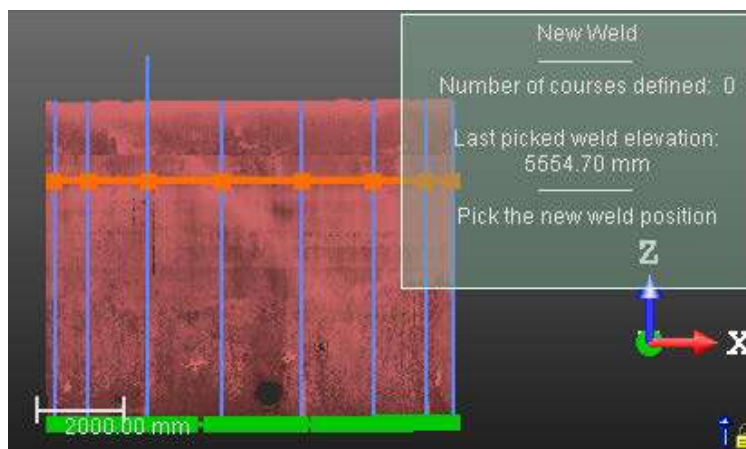 New Weld
Number of courses defined: 0
Last picked weld elevation:
5554.70 mm
Pick the new weld position
Z
X
2000.00 mm